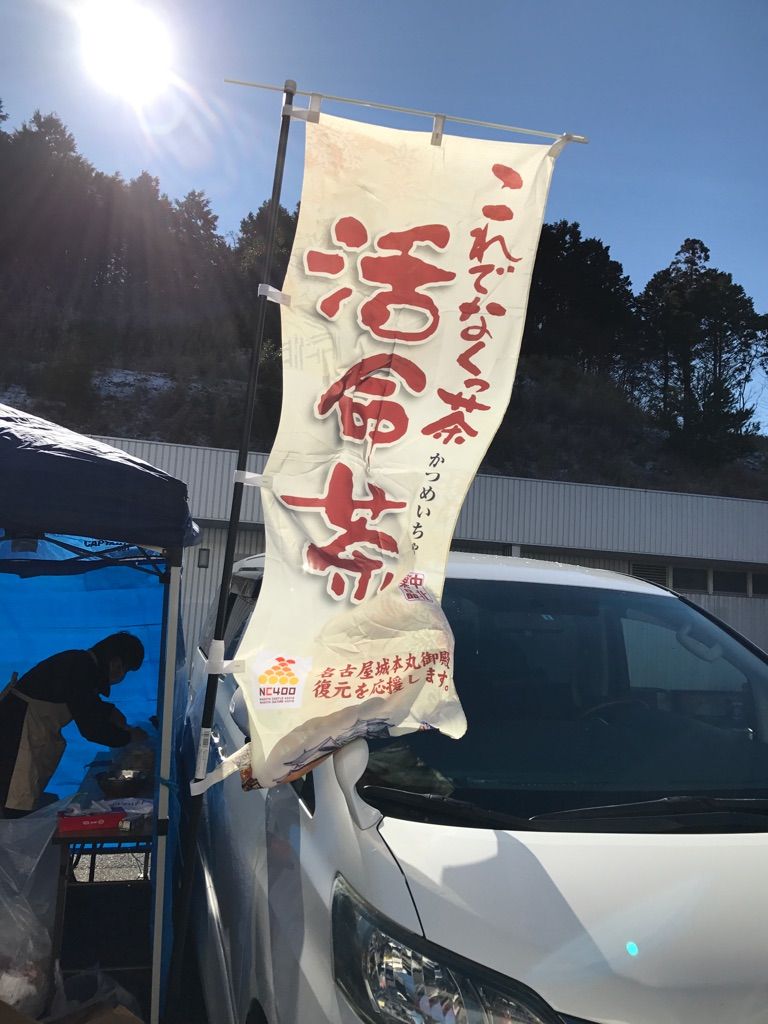 これでなくっ茶
活命茶
かつめいちゃ
NC400
名古屋城本丸御殿
復元を応援します。